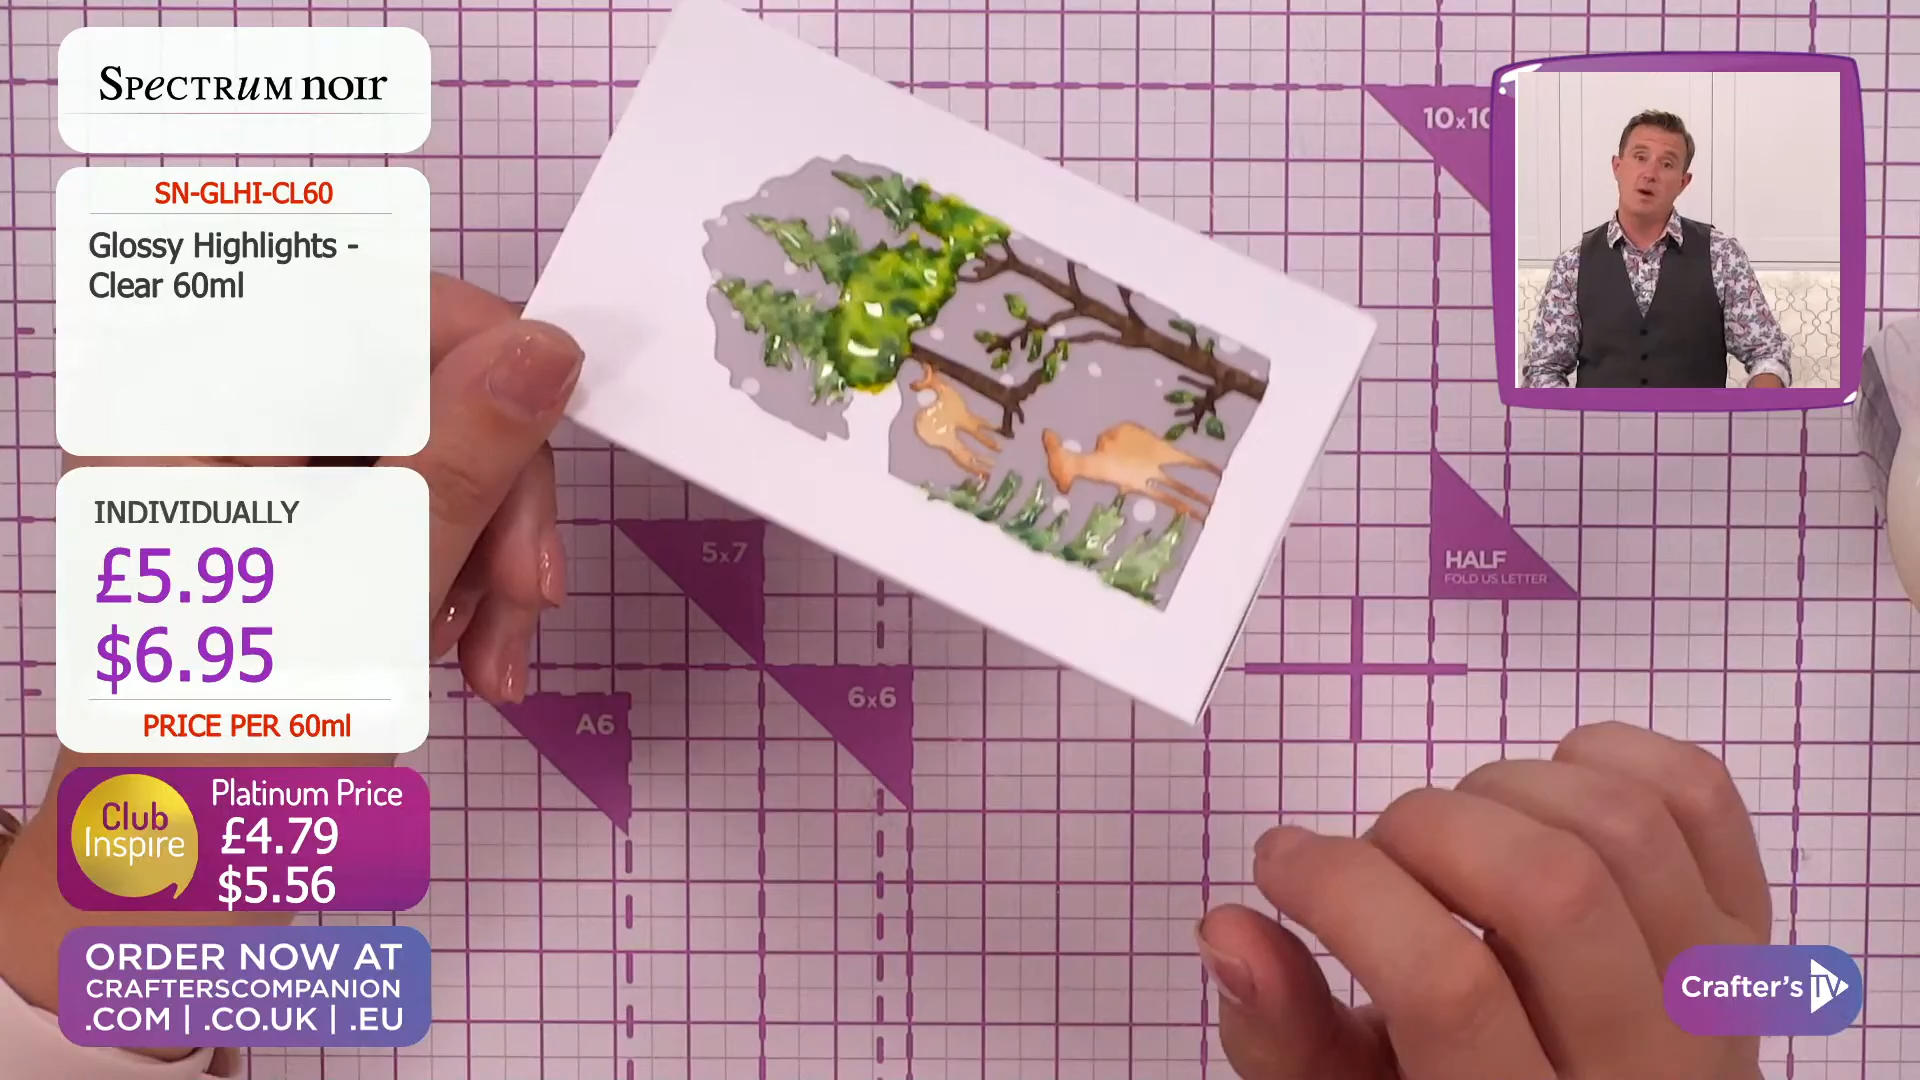 SPECTRUM noir
SN-GLHI-CL60
Glossy Highlights -
Clear 60ml
INDIVIDUALLY
£5.99
$6.95
PRICE PER 60ml
Club
Inspire
Platinum Price
£4.79
$5.56
ORDER NOW AT
CRAFTERSCOMPANION
.COM | .CO.UK | .EU
10x10
5x7
6x6
A6
HALF
FOLD US LETTER
Crafter's TV